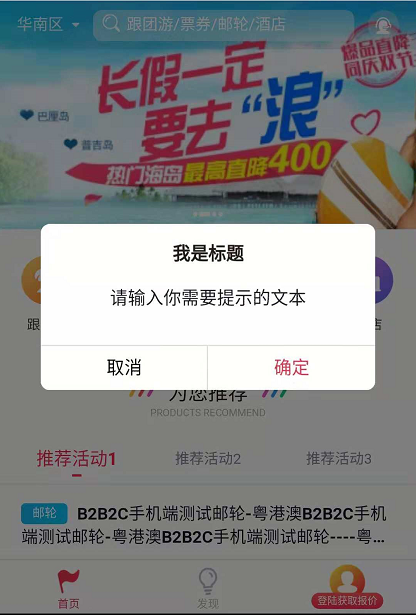 华南区
跟团游/票券/邮轮/酒店
爆品直降
同庆双节
长假一定
要去“浪”
巴厘岛
普吉岛
热门海岛最高直降400
我是标题
请输入你需要提示的文本
跟
店
取消
确定
为您推荐
PRODUCTS RECOMMEND
推荐活动1
推荐活动2
推荐活动3
邮轮 B2B2C手机端测试邮轮-粤港澳B2B2C手机
端测试邮轮-粤港澳B2B2C手机端测试邮轮----粤...
首页
发现
登陆获取报价